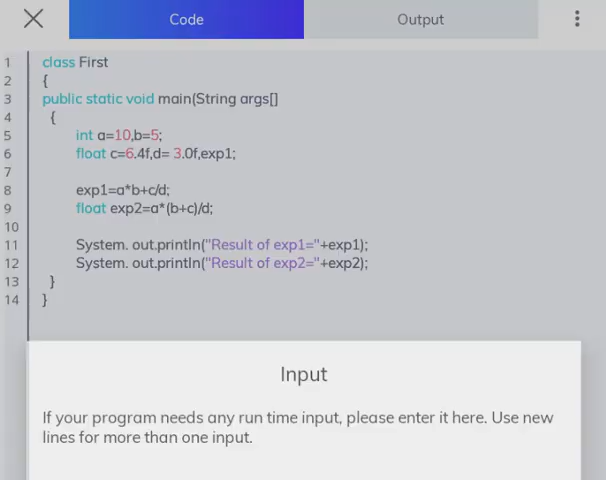 Code
Output
1 class First
2 {
3 public static void main(String args[]
4 {
5 int a=10,b=5;
6 float c=6.4f,d= 3.0f,exp1;
7
8 exp1=a*b+c/d;
9 float exp2=a*(b+c)/d;
10
11 System. out.println("Result of exp1="+exp1);
12 System. out.println("Result of exp2="+exp2);
13 }
14 }
Input
If your program needs any run time input, please enter it here. Use new
lines for more than one input.